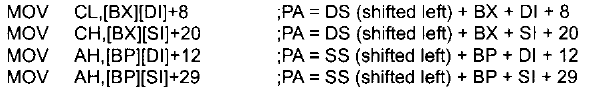 MOV CL,[BX][DI]+8 ;PA = DS (shifted left) + BX + DI + 8
MOV CH,[BX][SI]+20 ;PA = DS (shifted left) + BX + SI + 20
MOV AH,[BP][DI]+12 ;PA = SS (shifted left) + BP + DI + 12
MOV AH,[BP][SI]+29 ;PA = SS (shifted left) + BP + SI + 29